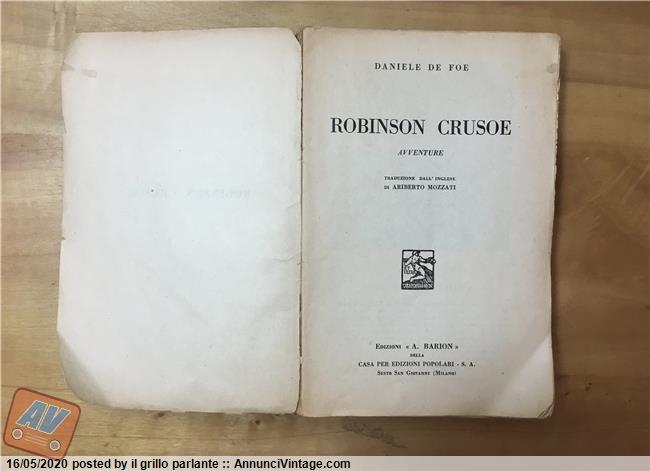 DANIELE DE FOE
ROBINSON CRUSOE
AVVENTURE
TRADUZIONE DALL'INGLESE
DI ARIBERTO MOZZATI
EDIZIONI « A. BARION »
DELLA
CASA PER EDIZIONI POPOLARI - S. A.
SESTO SAN GIOVANNI (MILANO)
AV
16/05/2020 posted by il grillo parlante :: AnnunciVintage.com